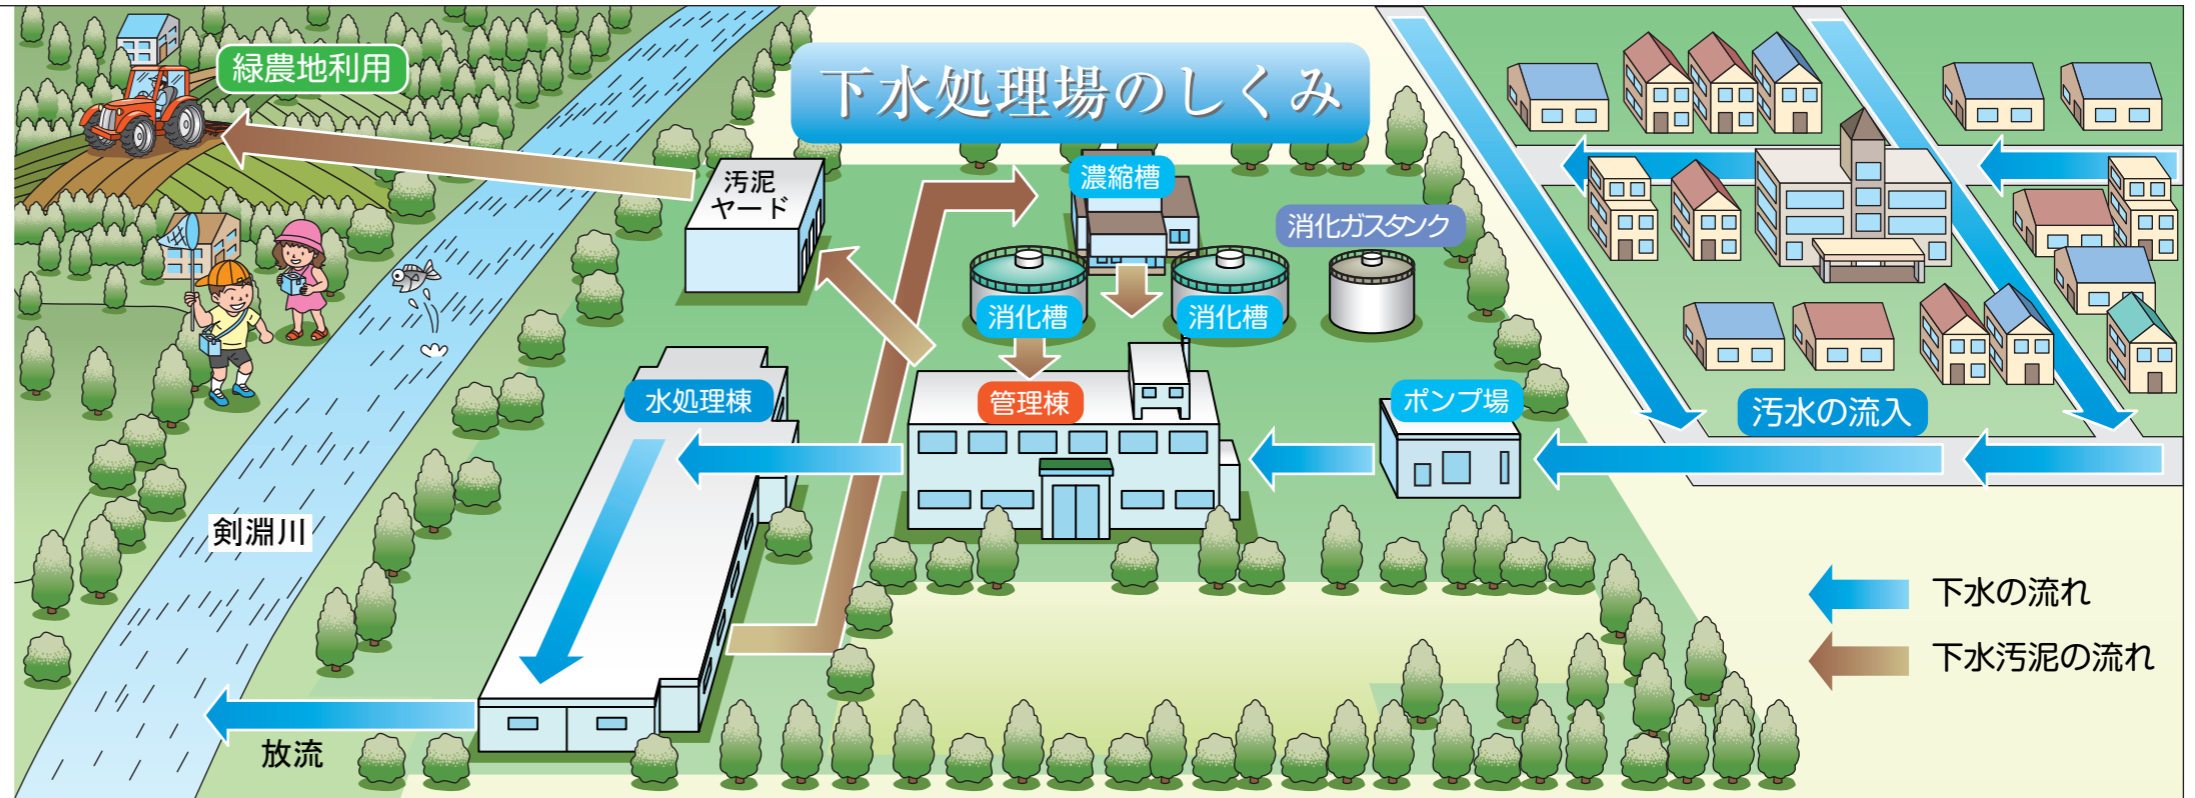 下水処理場のしくみ
緑農地利用
汚泥
ヤード
濃縮槽
消化ガスタンク
消化槽
消化槽
水処理棟
管理棟
ポンプ場
汚水の流入
剣淵川
放流
下水の流れ
下水汚泥の流れ